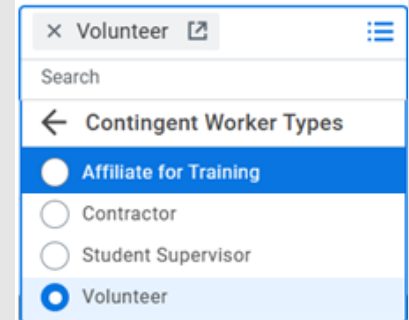 Volunteer
Search
Contingent Worker Types
Affiliate for Training
Contractor
Student Supervisor
Volunteer